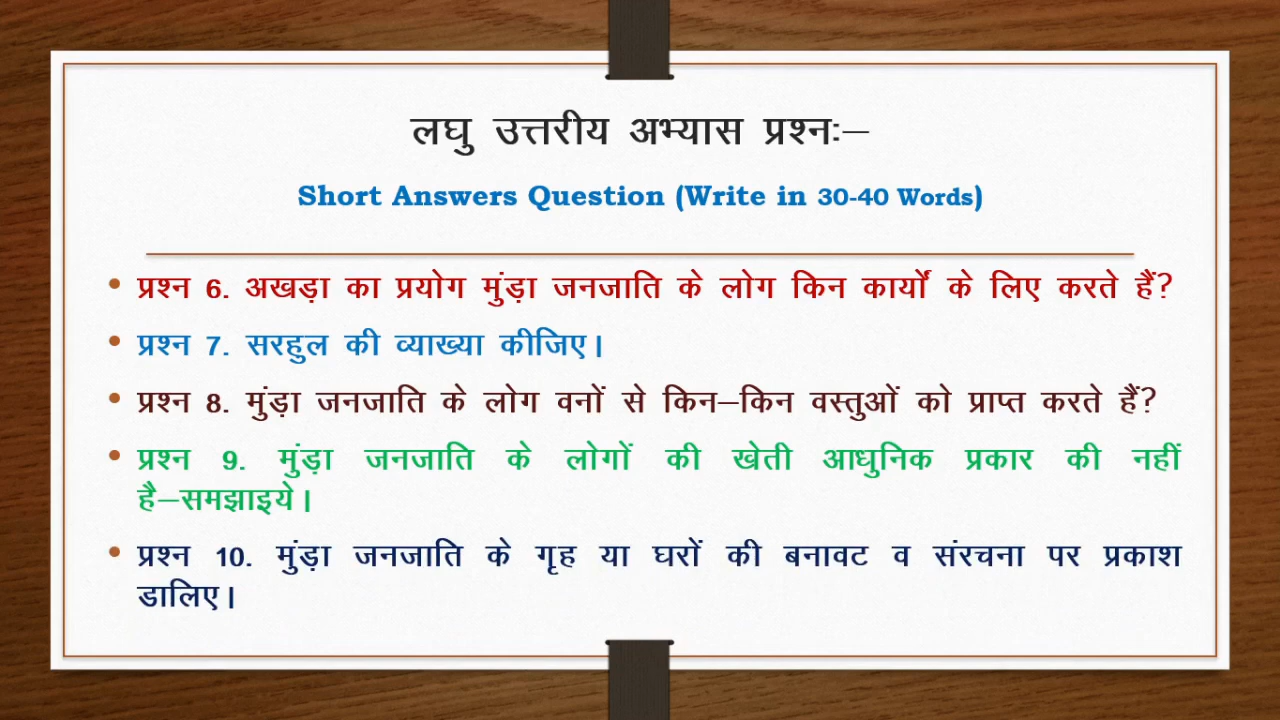 लघु उत्तरीय अभ्यास प्रश्नः–
Short Answers Question (Write in 30-40 Words)
• प्रश्न 6. अखड़ा का प्रयोग मुंड़ा जनजाति के लोग किन कार्यों के लिए करते हैं?
• प्रश्न 7. सरहुल की व्याख्या कीजिए।
• प्रश्न 8. मुंड़ा जनजाति के लोग वनों से किन–किन वस्तुओं को प्राप्त करते हैं?
• प्रश्न 9. मुंड़ा जनजाति के लोगों की खेती आधुनिक प्रकार की नहीं
है–समझाइये।
• प्रश्न 10. मुंड़ा जनजाति के गृह या घरों की बनावट व संरचना पर प्रकाश
डालिए।